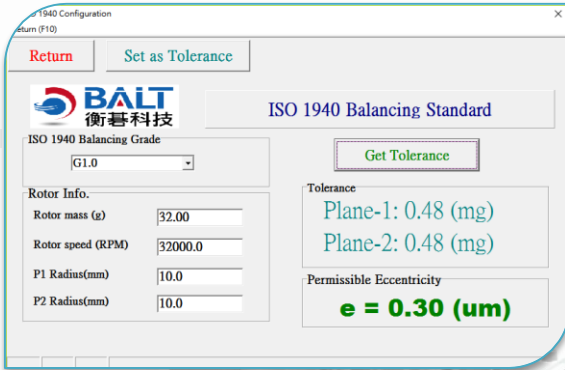 1940 Configuration
eturn (F10)
Return
Set as Tolerance
BALT
衡碁科技
ISO 1940 Balancing Standard
ISO 1940 Balancing Grade
G1.0
Get Tolerance
Rotor Info.
Rotor mass (g)
32.00
Rotor speed (RPM)
32000.0
P1 Radius(mm)
10.0
P2 Radius(mm)
10.0
Tolerance
Plane-1: 0.48 (mg)
Plane-2: 0.48 (mg)
Permissible Eccentricity
e = 0.30 (um)